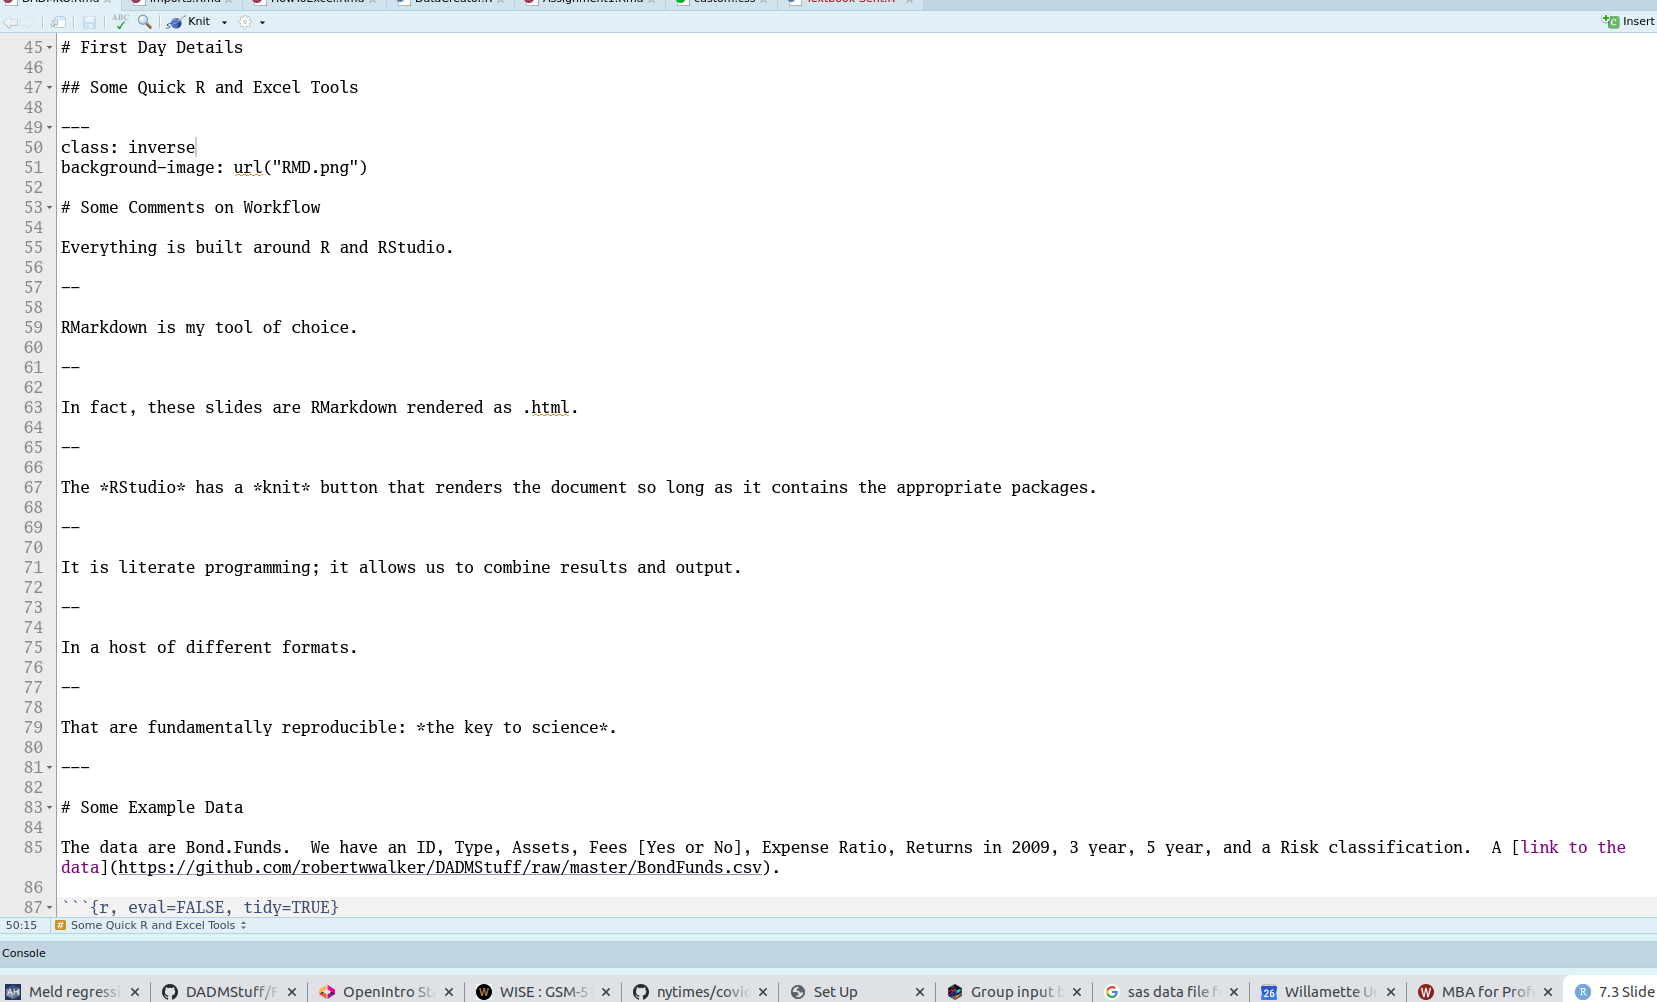 Knit
Insert
45 # First Day Details
46
47 ## Some Quick R and Excel Tools
48
49 ---
50 class: inverse
51 background-image: url("RMD.png")
52
53 # Some Comments on Workflow
54
55 Everything is built around R and RStudio.
56
57 --
58
59 RMarkdown is my tool of choice.
60
61 --
62
63 In fact, these slides are RMarkdown rendered as .html.
64
65 --
66
67 The *RStudio* has a *knit* button that renders the document so long as it contains the appropriate packages.
68
69 --
70
71 It is literate programming; it allows us to combine results and output.
72
73 --
74
75 In a host of different formats.
76
77 --
78
79 That are fundamentally reproducible: *the key to science*.
80
81 ---
82
83 # Some Example Data
84
85 The data are Bond.Funds.  We have an ID, Type, Assets, Fees [Yes or No], Expense Ratio, Returns in 2009, 3 year, 5 year, and a Risk classification.  A [link to the
data](https://github.com/robertwwalker/DADMStuff/raw/master/BondFunds.csv).
86
87 ```{r, eval=FALSE, tidy=TRUE}
50:15 # Some Quick R and Excel Tools
Console
Meld regressi DADMStuff/F OpenIntro St WISE : GSM-5 nytimes/covi Set Up Group input b sas data file f 26 Willamette U MBA for Prof R 7.3 Slide